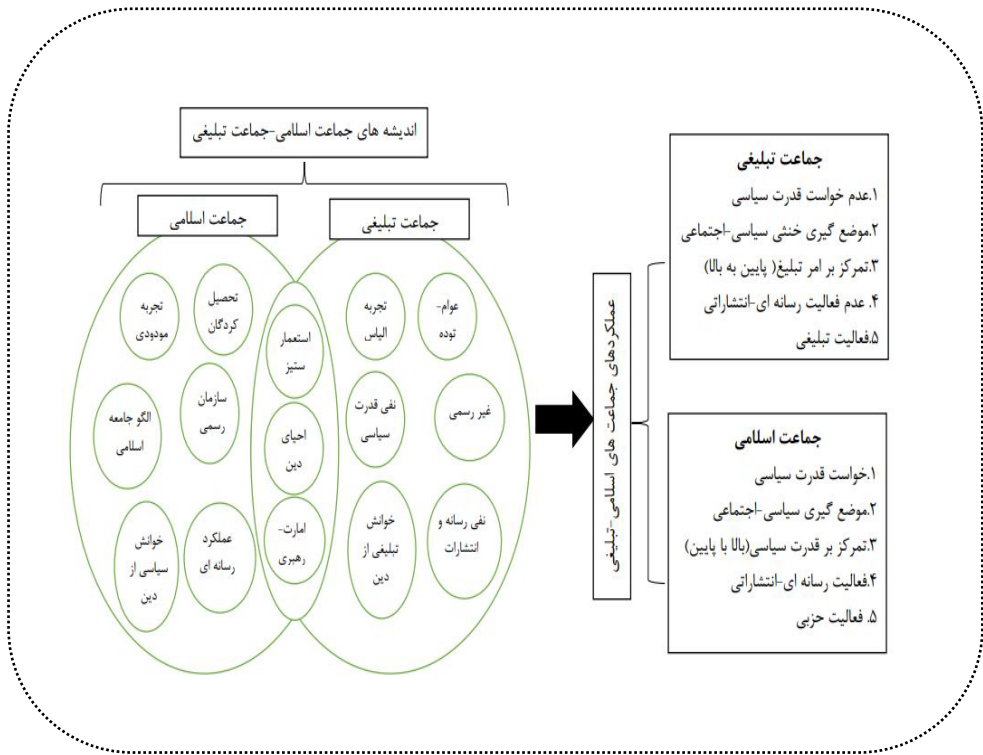 اندیشه های جماعت اسلامی-جماعت تبلیغی
جماعت تبلیغی
جماعت اسلامی
عوام-
توده
تجربه
الیاس
غیر رسمی
نفی قدرت
سیاسی
نفی رسانه و
انتشارات
خوانش
تبلیغی از
دین
استعمار
ستیز
احیای
دین
امارت-
رهبری
تحصیل
کردگان
تجربه
مودودی
سازمان
رسمی
الگو جامعه
اسلامی
عملکرد
رسانه ای
خوانش
سیاسی از
دین
عملکردهای جماعت های اسلامی-تبلیغی
جماعت تبلیغی
۱.عدم خواست قدرت سیاسی
۲.موضع گیری خنثی سیاسی-اجتماعی
۳.تمرکز بر امر تبلیغ( پایین به بالا)
۴. عدم فعالیت رسانه ای-انتشاراتی
۵.فعالیت تبلیغی
جماعت اسلامی
۱.خواست قدرت سیاسی
۲.موضع گیری سیاسی-اجتماعی
۳.تمرکز بر قدرت سیاسی(بالا با پایین)
۴.فعالیت رسانه ای-انتشاراتی
۵. فعالیت حزبی